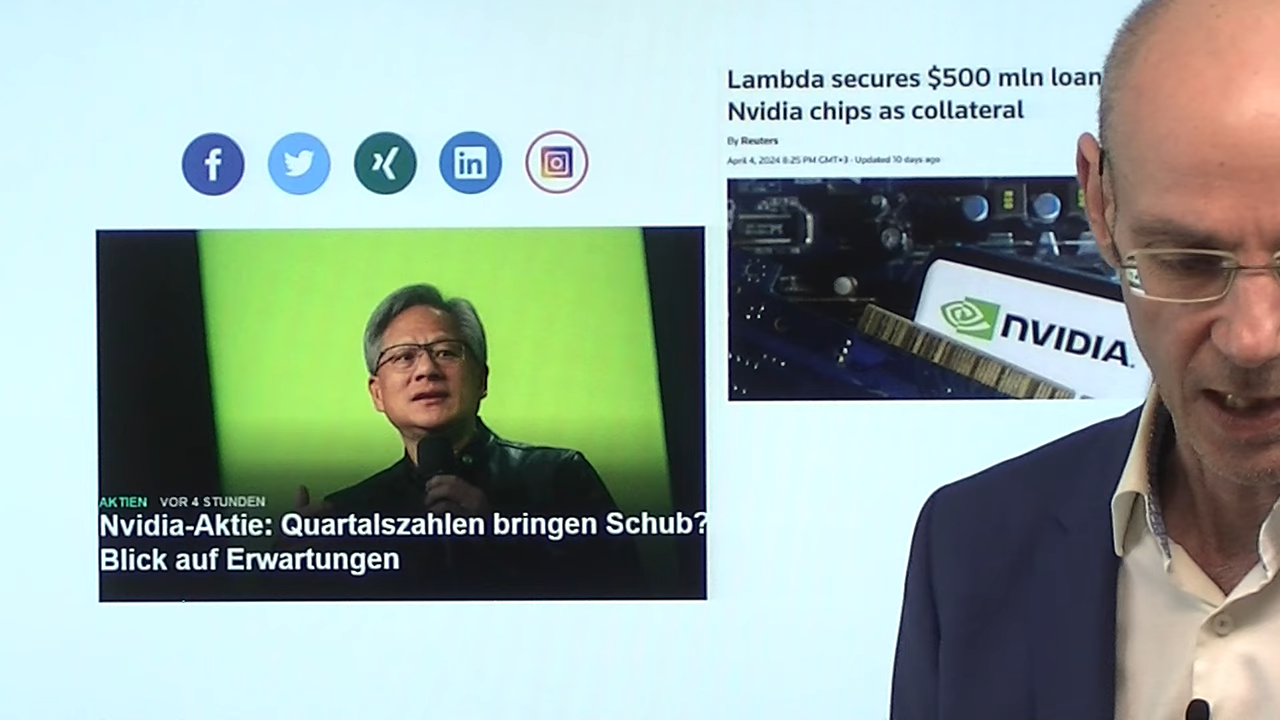 f
in
AKTIEN VOR 4 STUNDEN
Nvidia-Aktie: Quartalszahlen bringen Schub?
Blick auf Erwartungen
Lambda secures $500 mln loan
Nvidia chips as collateral
By Reuters
April 4, 2024 8:25 PM GMT+3 · Updated 10 days ago
NVIDIA.